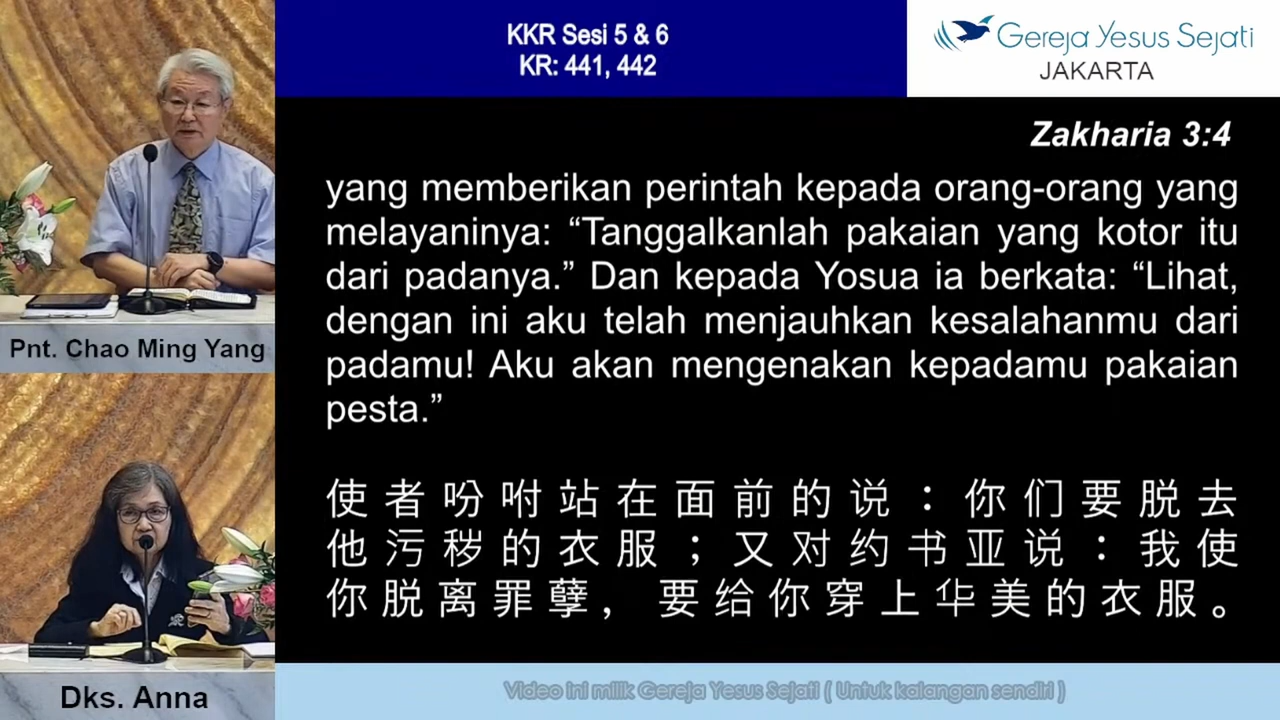 KKR Sesi 5 & 6
KR: 441, 442
Gereja Yesus Sejati
JAKARTA
Zakharia 3:4
yang memberikan perintah kepada orang-orang yang
melayaninya: “Tanggalkanlah pakaian yang kotor itu
dari padanya.” Dan kepada Yosua ia berkata: “Lihat,
dengan ini aku telah menjauhkan kesalahanmu dari
padamu! Aku akan mengenakan kepadamu pakaian
pesta.”
使者吩咐站在面前的说：你们要脱去
他污秽的衣服；又对约书亚说：我使
你脱离罪孽，要给你穿上华美的衣服。
Pnt. Chao Ming Yang
Dks. Anna
Video ini milik Gereja Yesus Sejati ( Untuk kalangan sendiri )